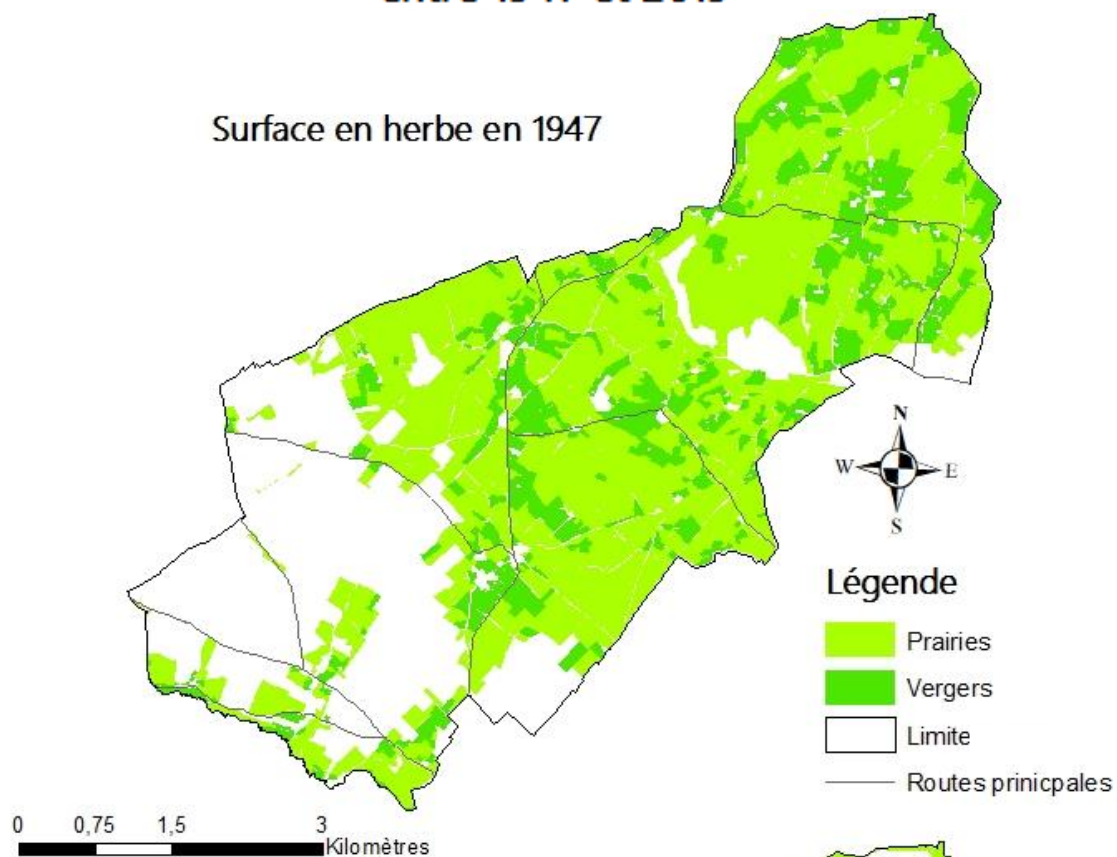 Surface en herbe en 1947
N
W E
S
Légende
Prairies
Vergers
Limite
Routes prinicpales
0 0,75 1,5 3
Kilomètres